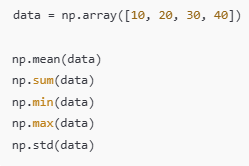 data = np.array([10, 20, 30, 40])
np.mean(data)
np.sum(data)
np.min(data)
np.max(data)
np.std(data)